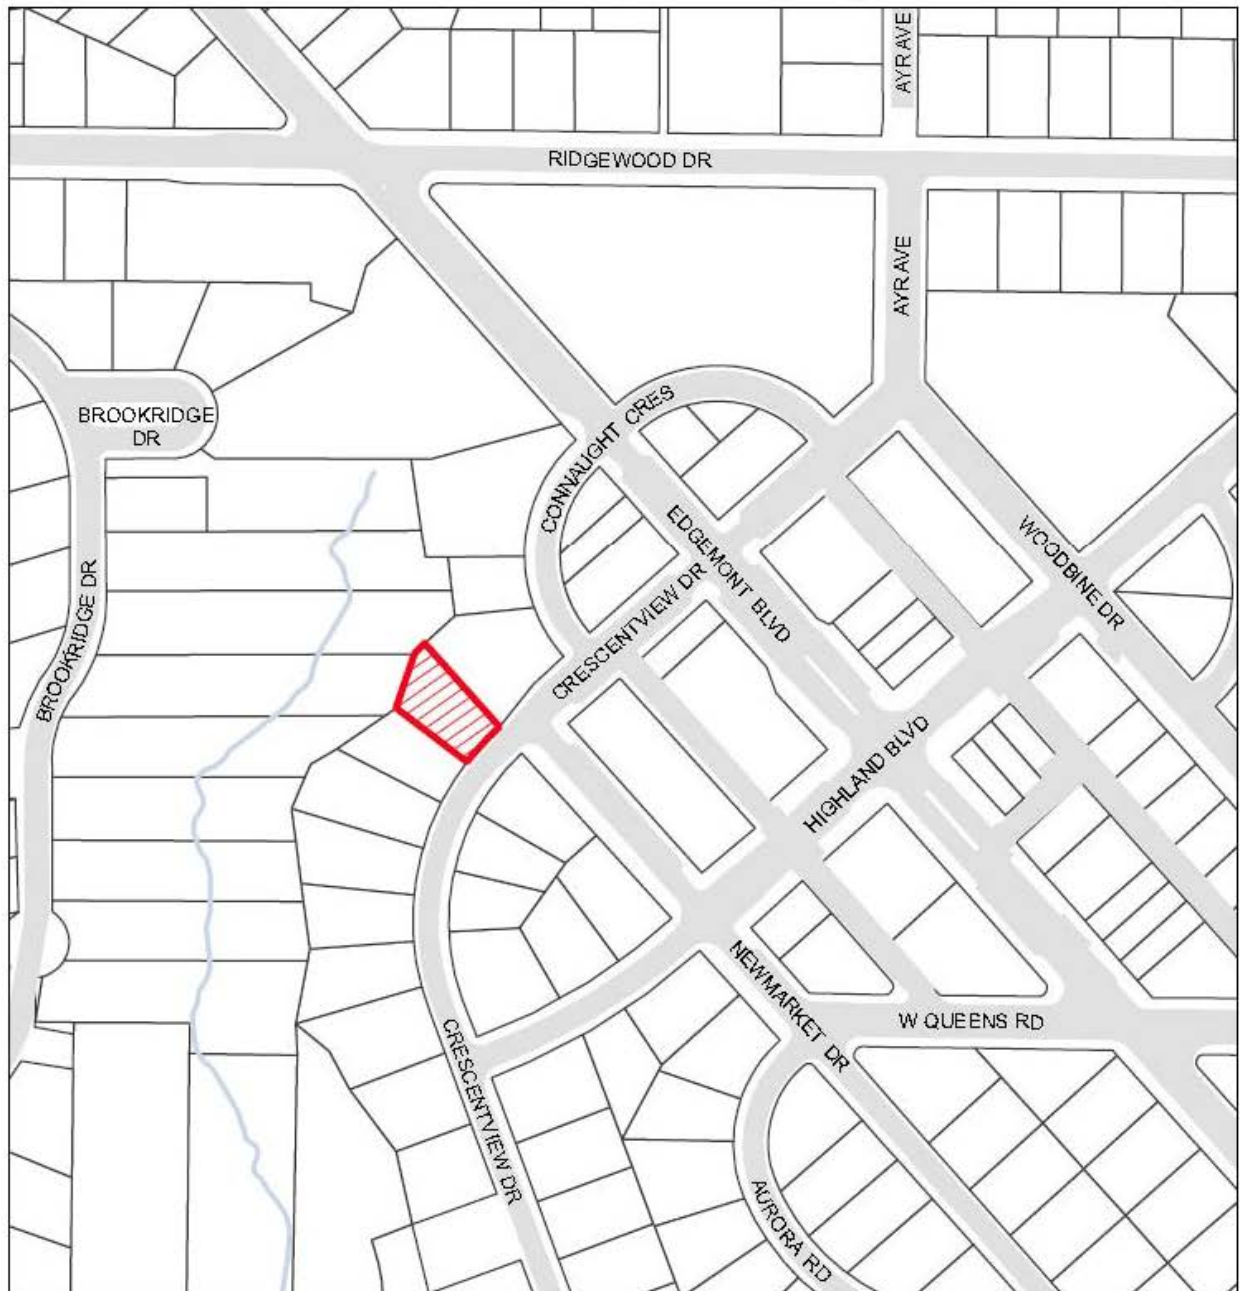 AYR AVE
RIDGEWOOD DR
AYR AVE
BROOKRIDGE
DR
CONNAUGHT CRES
EDGEMONT BLVD
WOODBINE DR
BROOKRIDGE DR
CRESCENTVIEW DR
HIGHLAND BLVD
NEWMARKET DR
W QUEENS RD
CRESCENTVIEW DR
AURORA RD